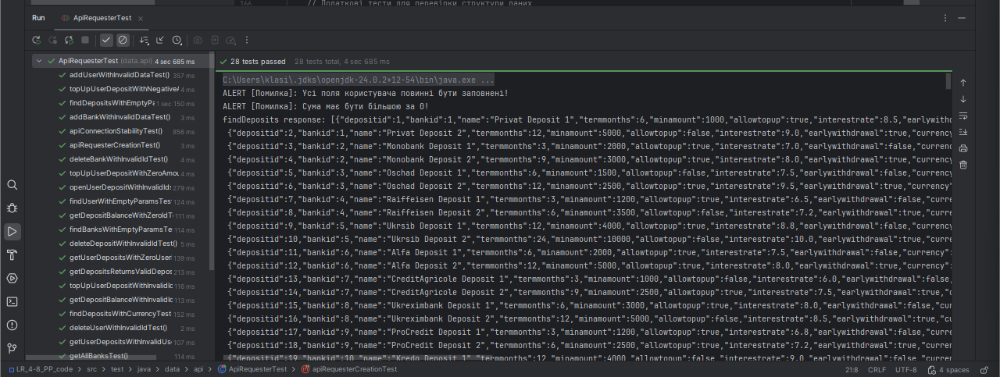 166 // Додаткові тести для перевірки структури даних
Run ApiRequesterTest
28 tests passed 28 tests total, 4 sec 685 ms
ApiRequesterTest (data.api) 4 sec 685 ms
addUserWithInvalidDataTest() 357 ms
topUpUserDepositWithNegativeA 4 ms
findDepositsWithEmptyPa 1 sec 150 ms
addBankWithInvalidDataTest() 3 ms
apiConnectionStabilityTest() 856 ms
apiRequesterCreationTest() 3 ms
deleteBankWithInvalidIdTest() 4 ms
topUpUserDepositWithZeroAmou 4 ms
openUserDepositWithInvalidIds 279 ms
findUserWithEmptyParamsTest 124 ms
getDepositBalanceWithZeroIdT 111 ms
findBanksWithEmptyParamsTe 114 ms
deleteDepositWithInvalidIdTest() 5 ms
getUserDepositsWithZeroUserI 139 ms
getDepositsReturnsValidDepos 213 ms
topUpUserDepositWithInvalidId 116 ms
getDepositBalanceWithInvalidId 113 ms
findDepositsWithCurrencyTest 152 ms
deleteUserWithInvalidIdTest() 2 ms
getUserDepositsWithInvalidUse 107 ms
getAllBanksTest() 114 ms
C:\Users\klasi\.jdks\openjdk-24.0.2+12-54\bin\java.exe ...
ALERT [Помилка]: Усі поля користувача повинні бути заповнені!
ALERT [Помилка]: Сума має бути більшою за 0!
findDeposits response: [{"depositid":1,"bankid":1,"name":"Privat Deposit 1","termmonths":6,"minamount":1000,"allowtopup":true,"interestrate":8.5,"earlywithd
{"depositid":2,"bankid":1,"name":"Privat Deposit 2","termmonths":12,"minamount":5000,"allowtopup":false,"interestrate":9.0,"earlywithdrawal":true,"currency
{"depositid":3,"bankid":2,"name":"Monobank Deposit 1","termmonths":3,"minamount":2000,"allowtopup":true,"interestrate":7.0,"earlywithdrawal":false,"currenc
{"depositid":4,"bankid":2,"name":"Monobank Deposit 2","termmonths":9,"minamount":3000,"allowtopup":true,"interestrate":8.0,"earlywithdrawal":true,"currency
{"depositid":5,"bankid":3,"name":"Oschad Deposit 1","termmonths":6,"minamount":1500,"allowtopup":false,"interestrate":7.5,"earlywithdrawal":true,"currency"
{"depositid":6,"bankid":3,"name":"Oschad Deposit 2","termmonths":12,"minamount":2500,"allowtopup":true,"interestrate":9.5,"earlywithdrawal":true,"currency"
{"depositid":7,"bankid":4,"name":"Raiffeisen Deposit 1","termmonths":3,"minamount":1200,"allowtopup":true,"interestrate":6.5,"earlywithdrawal":false,"curre
{"depositid":8,"bankid":4,"name":"Raiffeisen Deposit 2","termmonths":6,"minamount":3500,"allowtopup":false,"interestrate":7.2,"earlywithdrawal":true,"curre
{"depositid":9,"bankid":5,"name":"Ukrsib Deposit 1","termmonths":12,"minamount":4000,"allowtopup":true,"interestrate":8.8,"earlywithdrawal":true,"currency"
{"depositid":10,"bankid":5,"name":"Ukrsib Deposit 2","termmonths":24,"minamount":10000,"allowtopup":false,"interestrate":10.0,"earlywithdrawal":true,"curre
{"depositid":11,"bankid":6,"name":"Alfa Deposit 1","termmonths":6,"minamount":2000,"allowtopup":true,"interestrate":7.5,"earlywithdrawal":false,"currency":
{"depositid":12,"bankid":6,"name":"Alfa Deposit 2","termmonths":12,"minamount":5000,"allowtopup":true,"interestrate":8.0,"earlywithdrawal":true,"currency":
{"depositid":13,"bankid":7,"name":"CreditAgricole Deposit 1","termmonths":3,"minamount":1000,"allowtopup":false,"interestrate":6.0,"earlywithdrawal":false,
{"depositid":14,"bankid":7,"name":"CreditAgricole Deposit 2","termmonths":9,"minamount":2500,"allowtopup":true,"interestrate":7.5,"earlywithdrawal":true,"c
{"depositid":15,"bankid":8,"name":"Ukreximbank Deposit 1","termmonths":6,"minamount":3000,"allowtopup":true,"interestrate":8.0,"earlywithdrawal":false,"cur
{"depositid":16,"bankid":8,"name":"Ukreximbank Deposit 2","termmonths":12,"minamount":5000,"allowtopup":false,"interestrate":8.5,"earlywithdrawal":true,"cu
{"depositid":17,"bankid":9,"name":"ProCredit Deposit 1","termmonths":3,"minamount":1200,"allowtopup":true,"interestrate":6.8,"earlywithdrawal":false,"curre
{"depositid":18,"bankid":9,"name":"ProCredit Deposit 2","termmonths":6,"minamount":2500,"allowtopup":true,"interestrate":7.2,"earlywithdrawal":true,"curren
{"depositid":19,"bankid":10,"name":"Kredo Deposit 1","termmonths":12,"minamount":4000,"allowtopup":false,"interestrate":9.0,"earlywithdrawal":true,"currenc
LR_4-8_PP_code > src > test > java > data > api > ApiRequesterTest > apiRequesterCreationTest 21:8 CRLF UTF-8 4 spaces